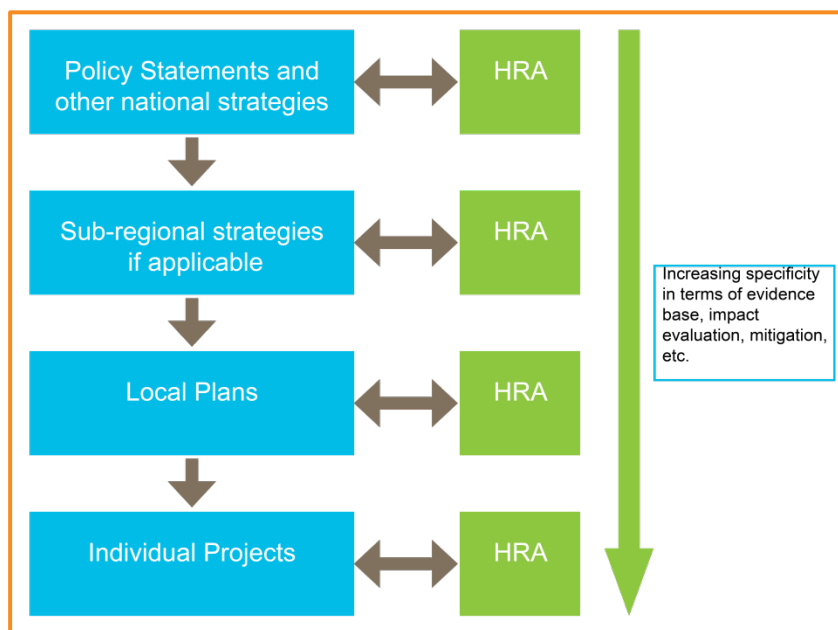 Policy Statements and
other national strategies
HRA
Sub-regional strategies
if applicable
HRA
Increasing specificity
in terms of evidence
base, impact
evaluation, mitigation,
etc.
Local Plans
HRA
Individual Projects
HRA